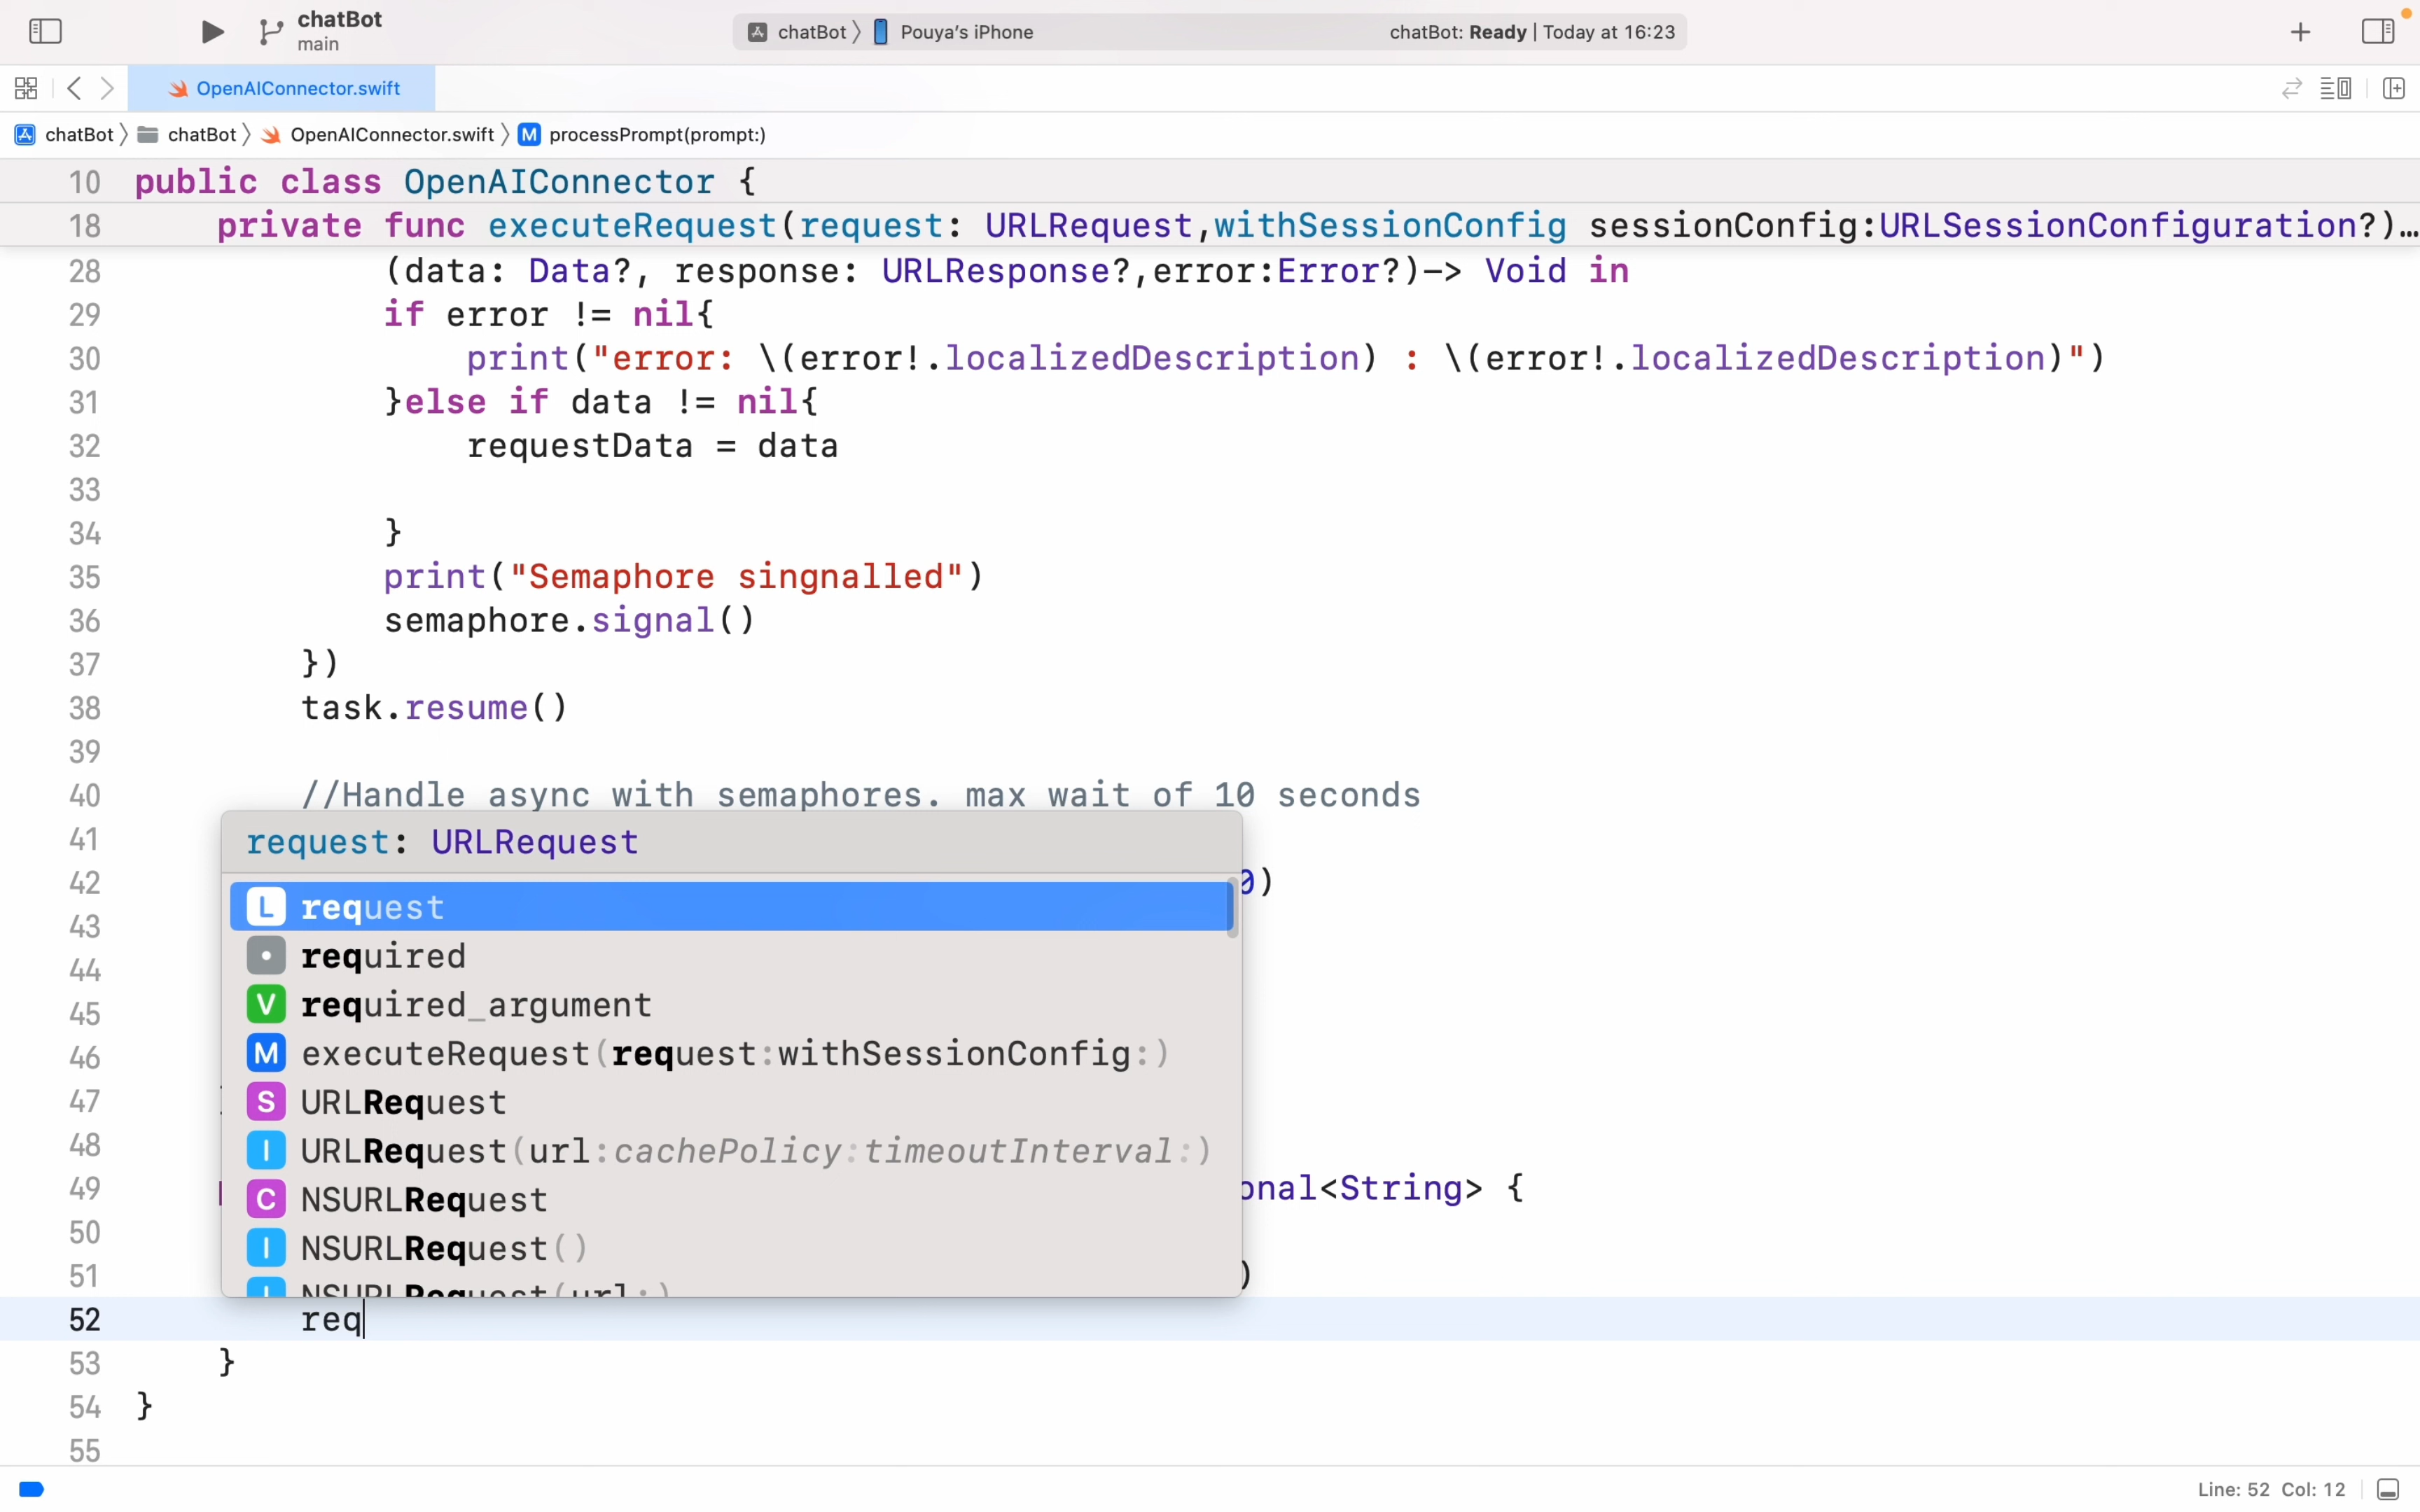 chatBot
main
chatBot 〉 Pouya's iPhone
chatBot: Ready | Today at 16:23
OpenAIConnector.swift
chatBot 〉 chatBot 〉 OpenAIConnector.swift 〉 M processPrompt(prompt:)
10 public class OpenAIConnector {
18 private func executeRequest(request: URLRequest,withSessionConfig sessionConfig:URLSessionConfiguration?)…
28 (data: Data?, response: URLResponse?,error:Error?)-> Void in
29 if error != nil{
30 print("error: \(error!.localizedDescription) : \(error!.localizedDescription)")
31 }else if data != nil{
32 requestData = data
33
34 }
35 print("Semaphore singnalled")
36 semaphore.signal()
37 })
38 task.resume()
39
40 //Handle async with semaphores. max wait of 10 seconds
41
request: URLRequest
42 0)
L request
43
required
44
V required_argument
45
M executeRequest(request:withSessionConfig:)
46
S URLRequest
47
I URLRequest(url:cachePolicy:timeoutInterval:)
48
49 onal<String> {
C NSURLRequest
50
I NSURLRequest()
51 )
I NSURLRequest(url:)
52 req
53 }
54 }
55
Line: 52 Col: 12